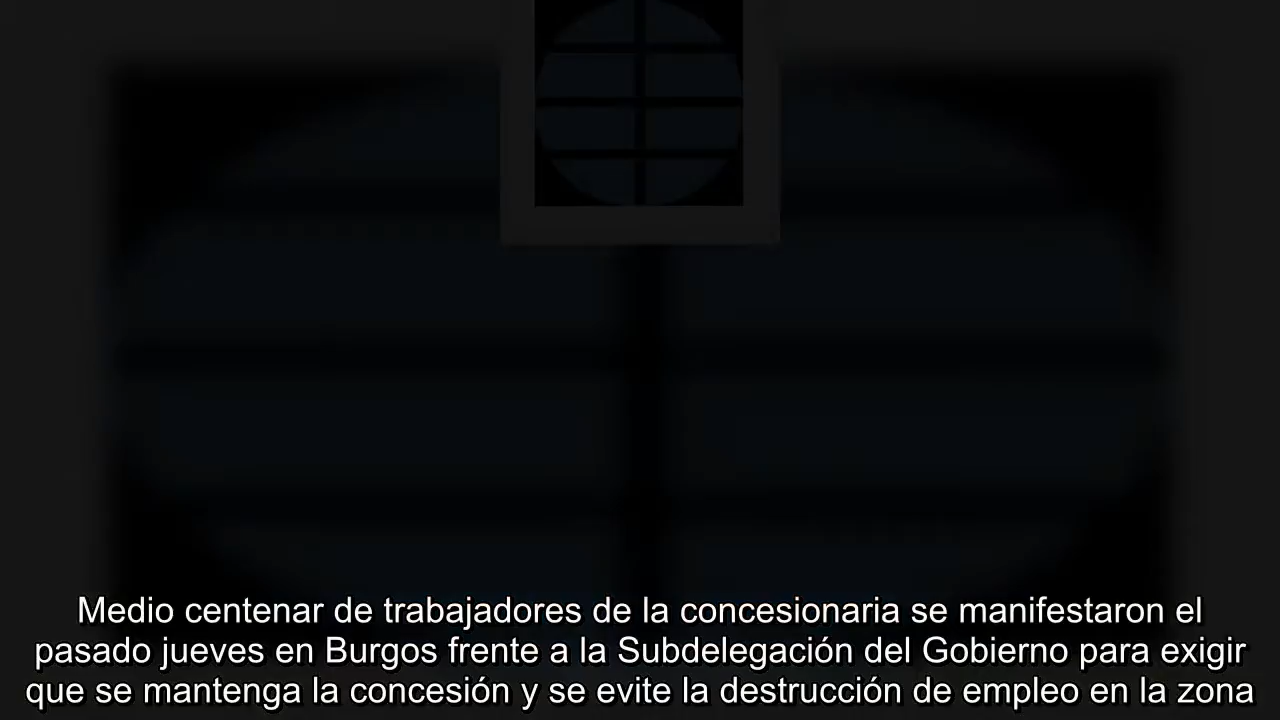 Medio centenar de trabajadores de la concesionaria se manifestaron el
pasado jueves en Burgos frente a la Subdelegación del Gobierno para exigir
que se mantenga la concesión y se evite la destrucción de empleo en la zona